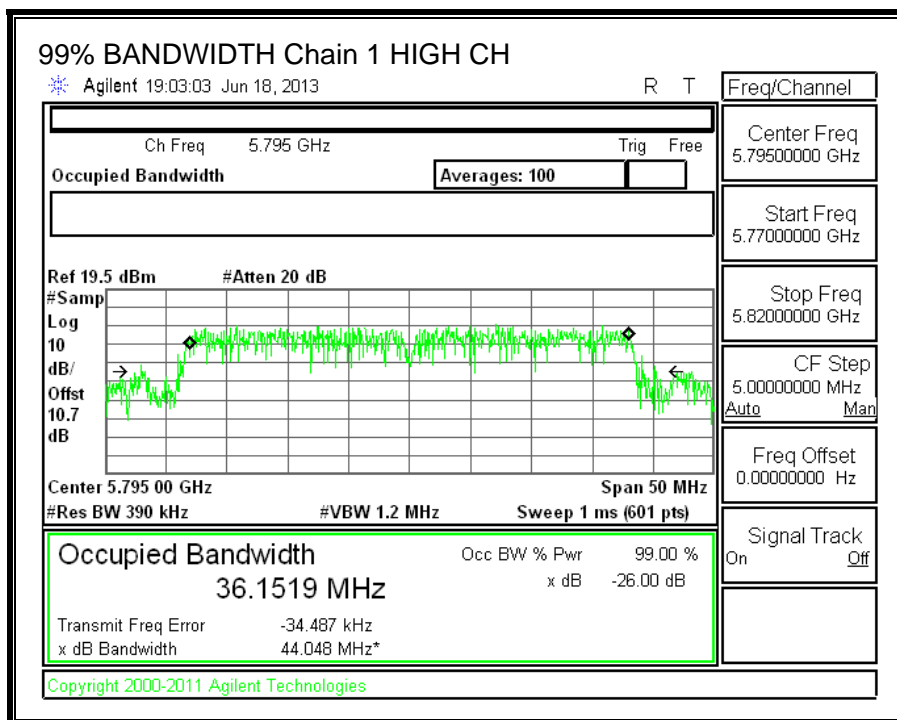 99% BANDWIDTH Chain 1 HIGH CH
Agilent 19:03:03 Jun 18, 2013 R T
Freq/Channel
Ch Freq 5.795 GHz Trig Free
Occupied Bandwidth Averages: 100
Center Freq
5.79500000 GHz
Start Freq
5.77000000 GHz
Stop Freq
5.82000000 GHz
CF Step
5.00000000 MHz
Auto Man
Freq Offset
0.00000000 Hz
Signal Track
On Off
Ref 19.5 dBm #Atten 20 dB
#Samp
Log
10
dB/
Offst
10.7
dB
Center 5.795 00 GHz Span 50 MHz
#Res BW 390 kHz #VBW 1.2 MHz Sweep 1 ms (601 pts)
Occupied Bandwidth Occ BW % Pwr 99.00 %
36.1519 MHz x dB -26.00 dB
Transmit Freq Error -34.487 kHz
x dB Bandwidth 44.048 MHz*
Copyright 2000-2011 Agilent Technologies